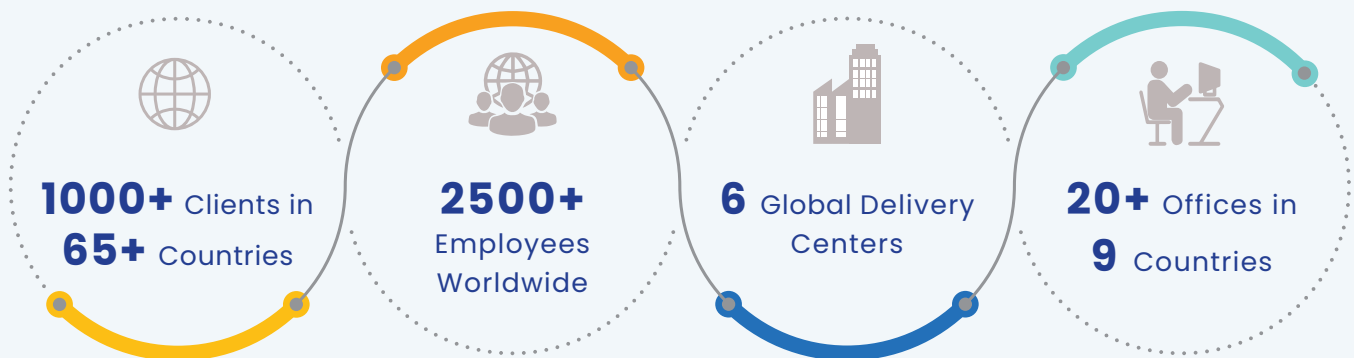 1000+ Clients in
65+ Countries
2500+
Employees
Worldwide
6 Global Delivery
Centers
20+ Offices in
9 Countries